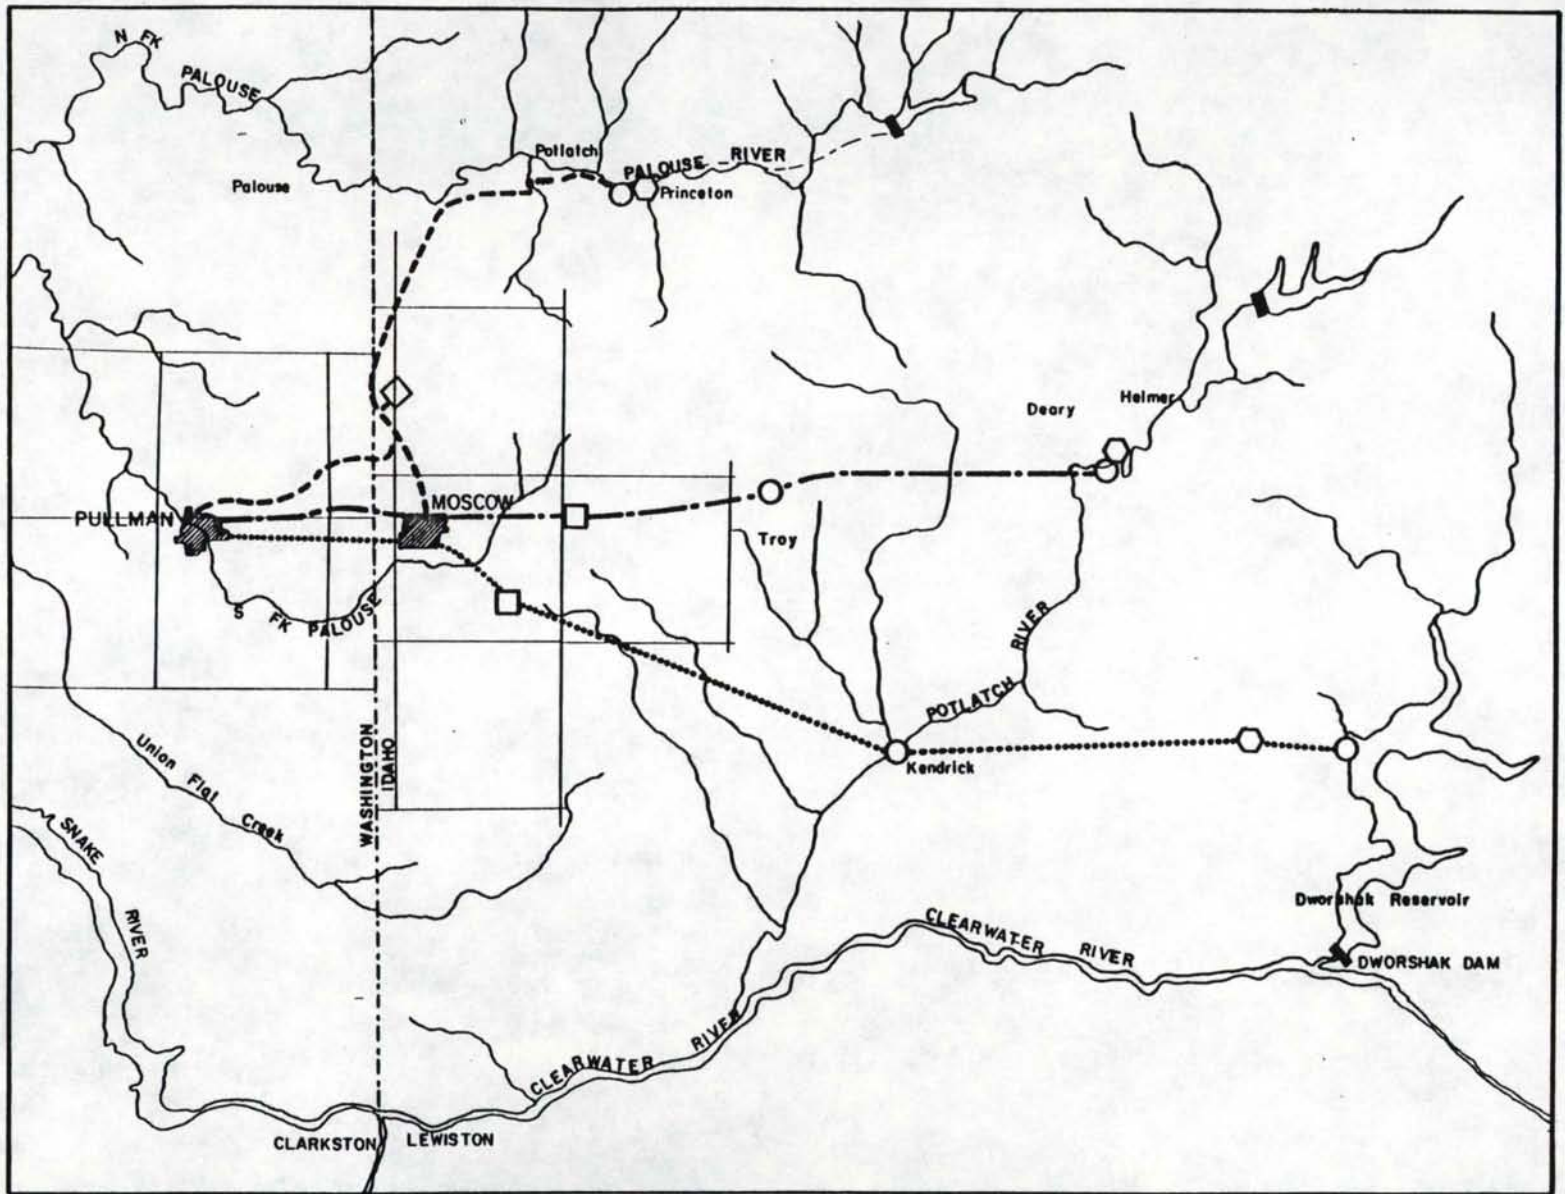 N FK
PALOUSE
Palouse
Potlatch
PALOUSE RIVER
Princeton
Deary
Helmer
MOSCOW
PULLMAN
Troy
S FK PALOUSE
POTLATCH RIVER
Kendrick
WASHINGTON
IDAHO
Union Flat Creek
SNAKE RIVER
Dworshak Reservoir
CLEARWATER RIVER
DWORSHAK DAM
CLEARWATER RIVER
CLARKSTON
LEWISTON